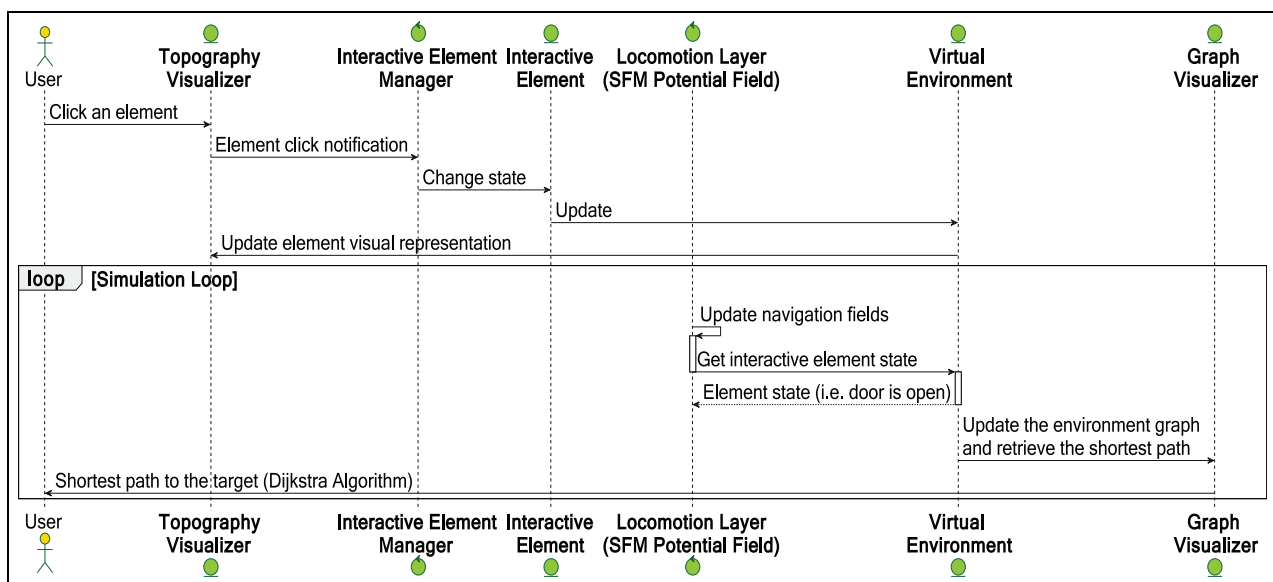 User
Topography
Visualizer
Interactive Element
Manager
Interactive
Element
Locomotion Layer
(SFM Potential Field)
Virtual
Environment
Graph
Visualizer
Click an element
Element click notification
Change state
Update
Update element visual representation
loop [Simulation Loop]
Update navigation fields
Get interactive element state
Element state (i.e. door is open)
Update the environment graph
and retrieve the shortest path
Shortest path to the target (Dijkstra Algorithm)
User
Topography
Visualizer
Interactive Element
Manager
Interactive
Element
Locomotion Layer
(SFM Potential Field)
Virtual
Environment
Graph
Visualizer